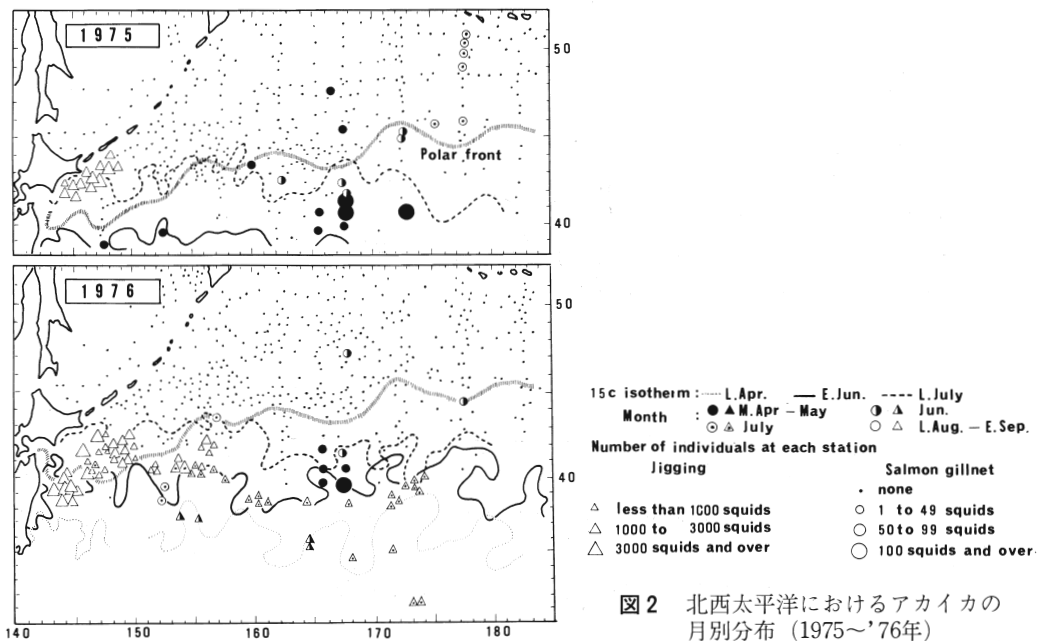 1975
50
Polar front
40
1976
50
40
140
150
160
170
180
15c isotherm : L.Apr. E.Jun. L.July
Month : M.Apr – May Jun.
July L.Aug. – E.Sep.
Number of individuals at each station
Jigging Salmon gillnet
none
less than 1000 squids 1 to 49 squids
1000 to 3000 squids 50 to 99 squids
3000 squids and over 100 squids and over
図2 北西太平洋におけるアカイカの
月別分布 (1975〜'76年)